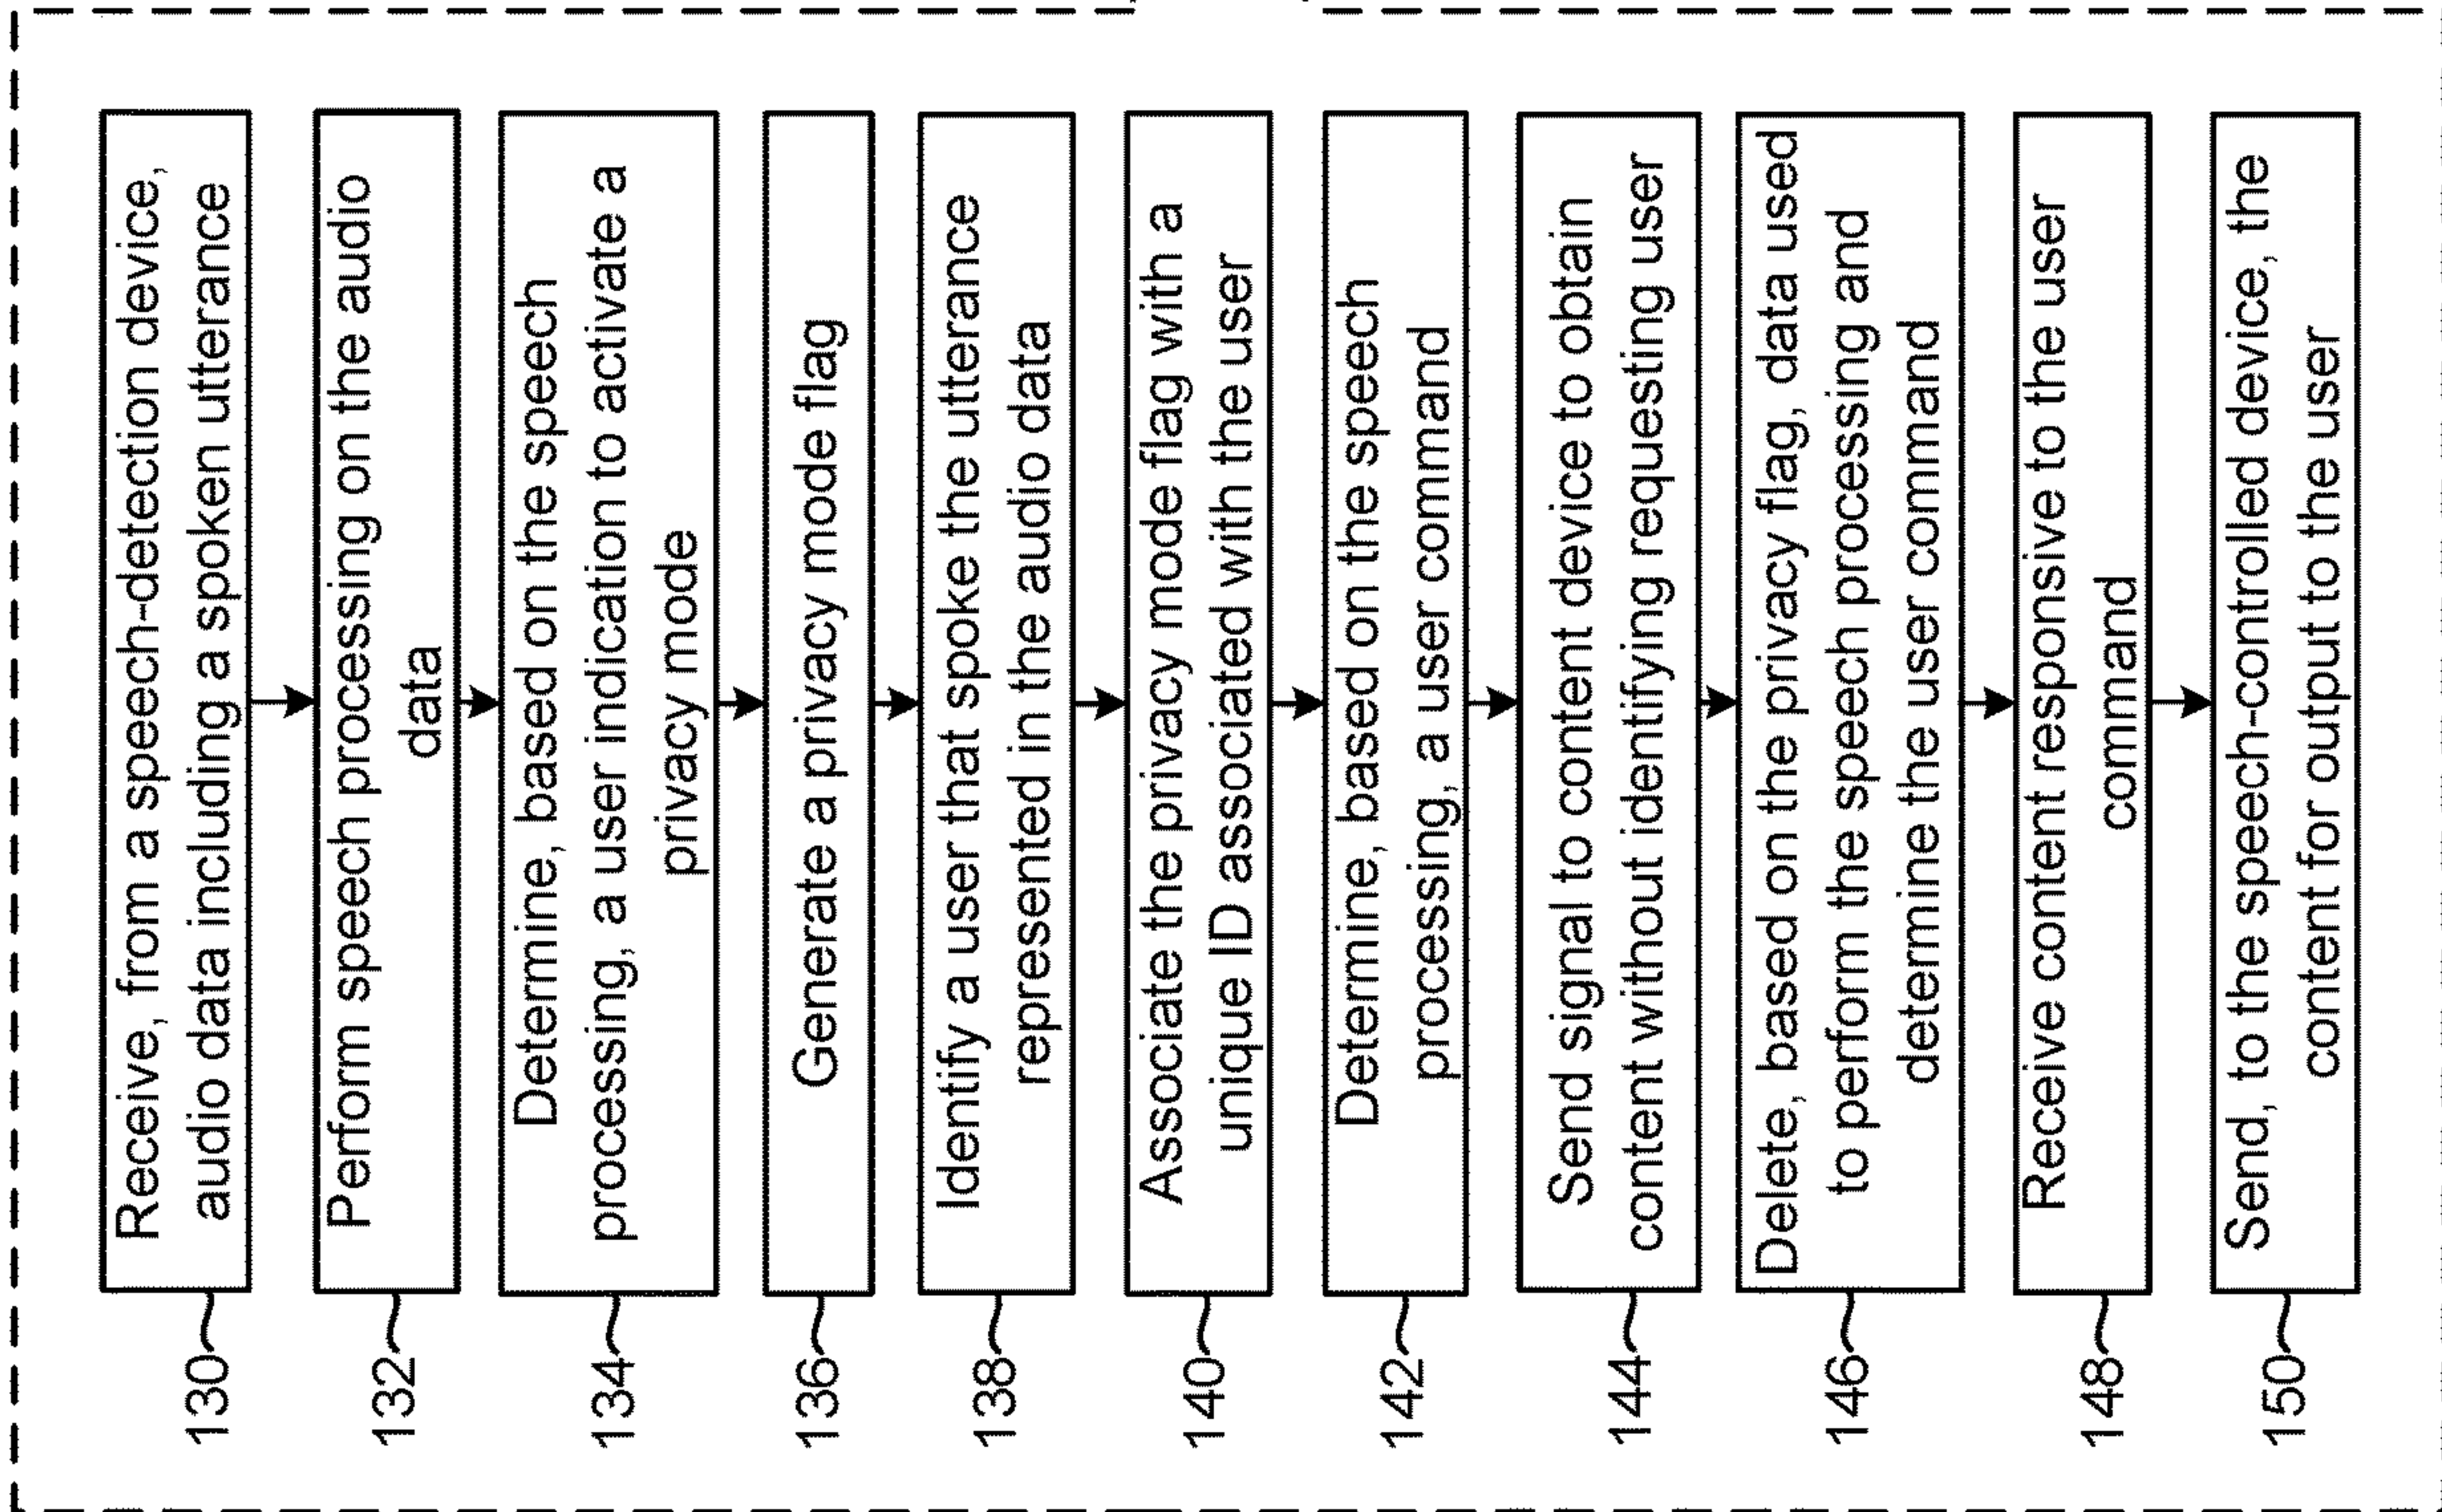 Receive, from a speech-detection device,
audio data including a spoken utterance
130
Perform speech processing on the audio
data
132
Determine, based on the speech
processing, a user indication to activate a
privacy mode
134
Generate a privacy mode flag
136
Identify a user that spoke the utterance
represented in the audio data
138
Associate the privacy mode flag with a
unique ID associated with the user
140
Determine, based on the speech
processing, a user command
142
Send signal to content device to obtain
content without identifying requesting user
144
Delete, based on the privacy flag, data used
to perform the speech processing and
determine the user command
146
Receive content responsive to the user
command
148
Send, to the speech-controlled device, the
content for output to the user
150